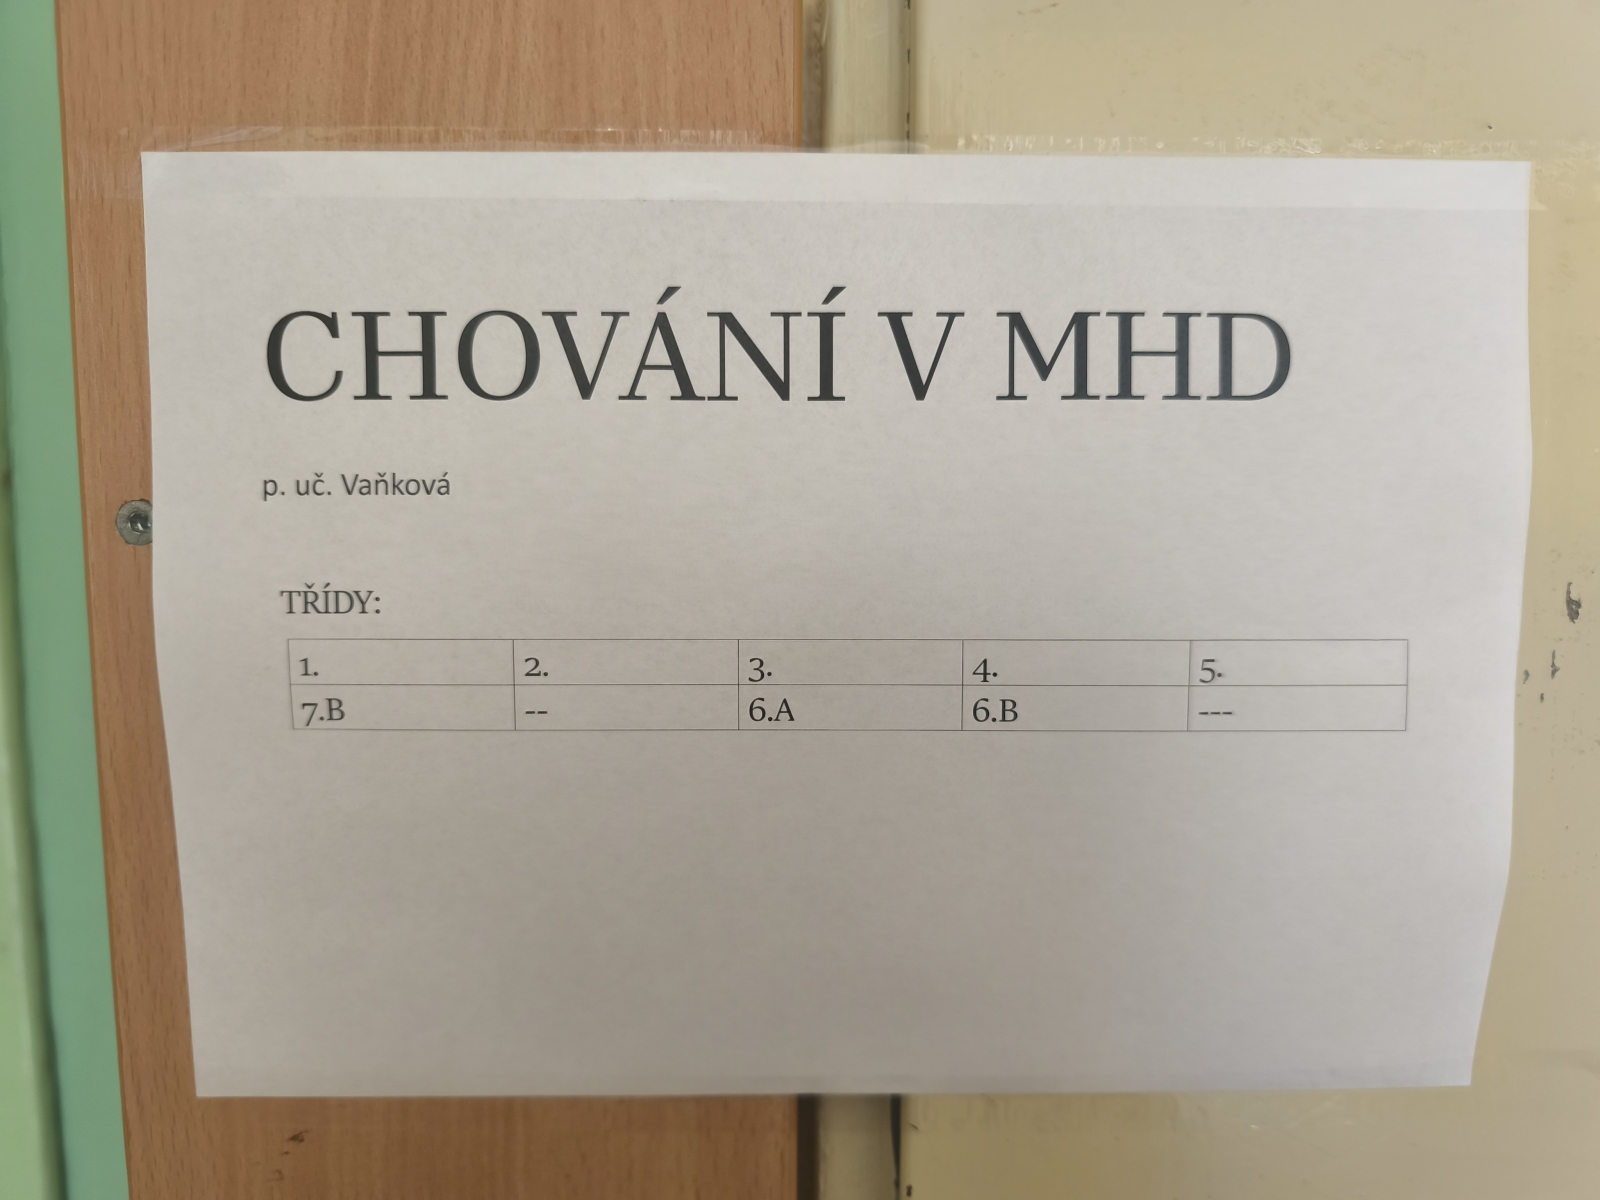 CHOVÁNÍ V MHD
p. uč. Vaňková
TŘÍDY:
1. 2. 3. 4. 5.
7.B -- 6.A 6.B ---